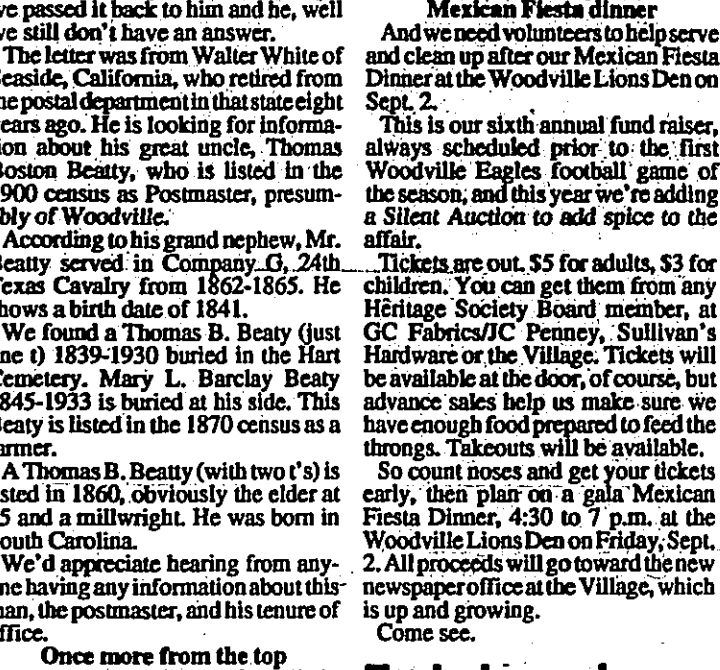 ve passed it back to him and he, well
ve still don't have an answer.
The letter was from Walter White of
easide, California, who retired from
he postal department in that state eight
ears ago. He is looking for informa-
ion about his great uncle, Thomas
Boston Beatty, who is listed in the
900 census as Postmaster, presum-
bly of Woodville.
According to his grand nephew, Mr.
Beatty served in Company G, 24th
Texas Cavalry from 1862-1865. He
hows a birth date of 1841.
We found a Thomas B. Beaty (just
ne t) 1839-1930 buried in the Hart
Cemetery. Mary L. Barclay Beaty
845-1933 is buried at his side. This
Beaty is listed in the 1870 census as a
armer.
A Thomas B. Beatty (with two t's) is
isted in 1860, obviously the elder at
5 and a millwright. He was born in
outh Carolina.
We'd appreciate hearing from any-
ne having any information about this
nan, the postmaster, and his tenure of
ffice.
Once more from the top
Mexican Fiesta dinner
And we need volunteers to help serve
and clean up after our Mexican Fiesta
Dinner at the Woodville Lions Den on
Sept. 2.
This is our sixth annual fund raiser,
always scheduled prior to the first
Woodville Eagles football game of
the season, and this year we're adding
a Silent Auction to add spice to the
affair.
Tickets are out. $5 for adults, $3 for
children. You can get them from any
Heritage Society Board member, at
GC Fabrics/JC Penney, Sullivan's
Hardware or the Village. Tickets will
be available at the door, of course, but
advance sales help us make sure we
have enough food prepared to feed the
throngs. Takeouts will be available.
So count noses and get your tickets
early, then plan on a gala Mexican
Fiesta Dinner, 4:30 to 7 p.m. at the
Woodville Lions Den on Friday, Sept.
2. All proceeds will go toward the new
newspaper office at the Village, which
is up and growing.
Come see.